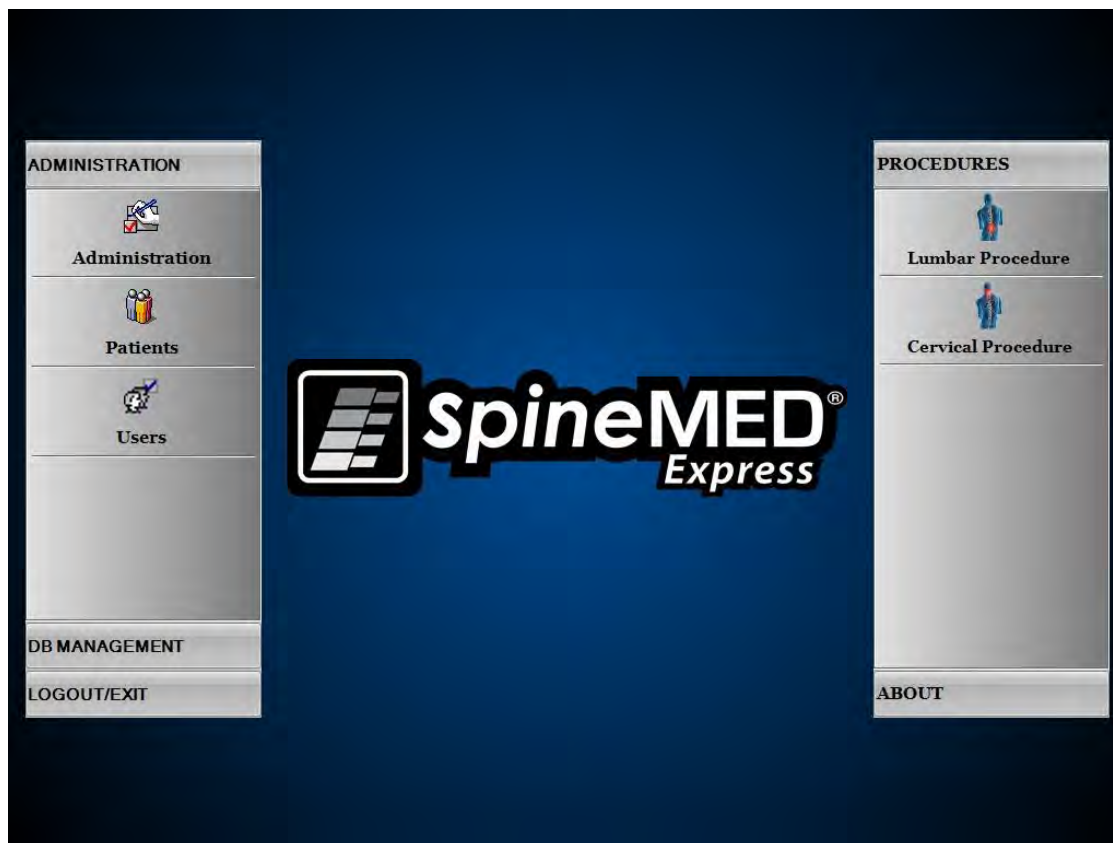 ADMINISTRATION
Administration
Patients
Users
DB MANAGEMENT
LOGOUT/EXIT
SpineMED®
Express
PROCEDURES
Lumbar Procedure
Cervical Procedure
ABOUT